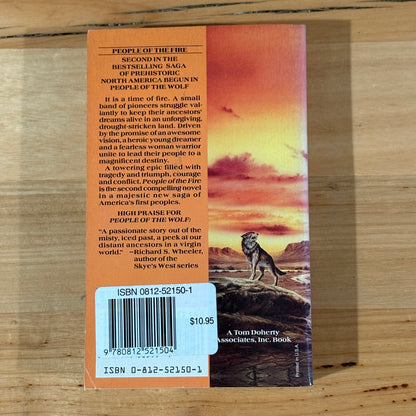 PEOPLE OF THE FIRE
SECOND IN THE
BESTSELLING SAGA
OF PREHISTORIC
NORTH AMERICA BEGUN IN
PEOPLE OF THE WOLF
It is a time of fire. A small
band of pioneers struggle val-
iantly to keep their ancestors'
dreams alive in an unforgiving,
drought-stricken land. Driven
by the promise of an awesome
vision, a heroic young dreamer
and a fearless woman warrior
unite to lead their people to a
magnificent destiny.
A towering epic filled with
tragedy and triumph, courage
and conflict, People of the Fire
is the second compelling novel
in a majestic new saga of
America's first peoples.
HIGH PRAISE FOR
PEOPLE OF THE WOLF:
"A passionate story out of the
misty, iced past, a peek at our
distant ancestors in a virgin
world." —Richard S. Wheeler,
author of the
Skye's West series
ISBN 0812-52150-1
$10.95
9 780812 521504
ISBN 0-812-52150-1
A Tom Doherty
Associates, Inc. Book
Printed in U.S.A.